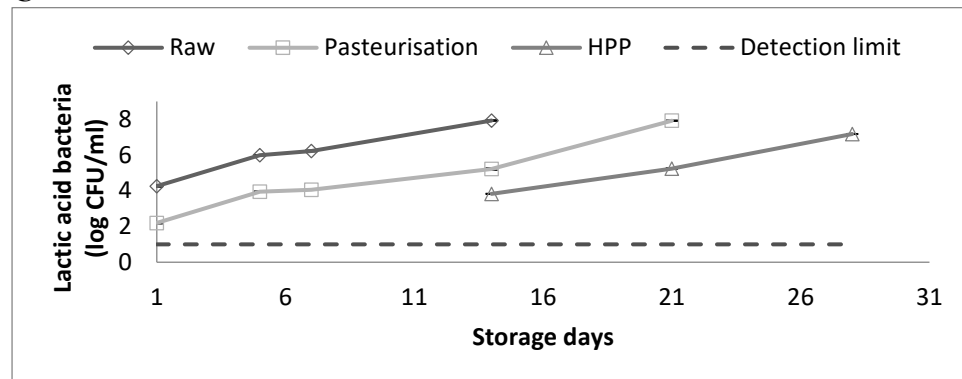 Raw Pasteurisation HPP Detection limit
Lactic acid bacteria
(log CFU/ml)
8
6
4
2
0
1 6 11 16 21 26 31
Storage days